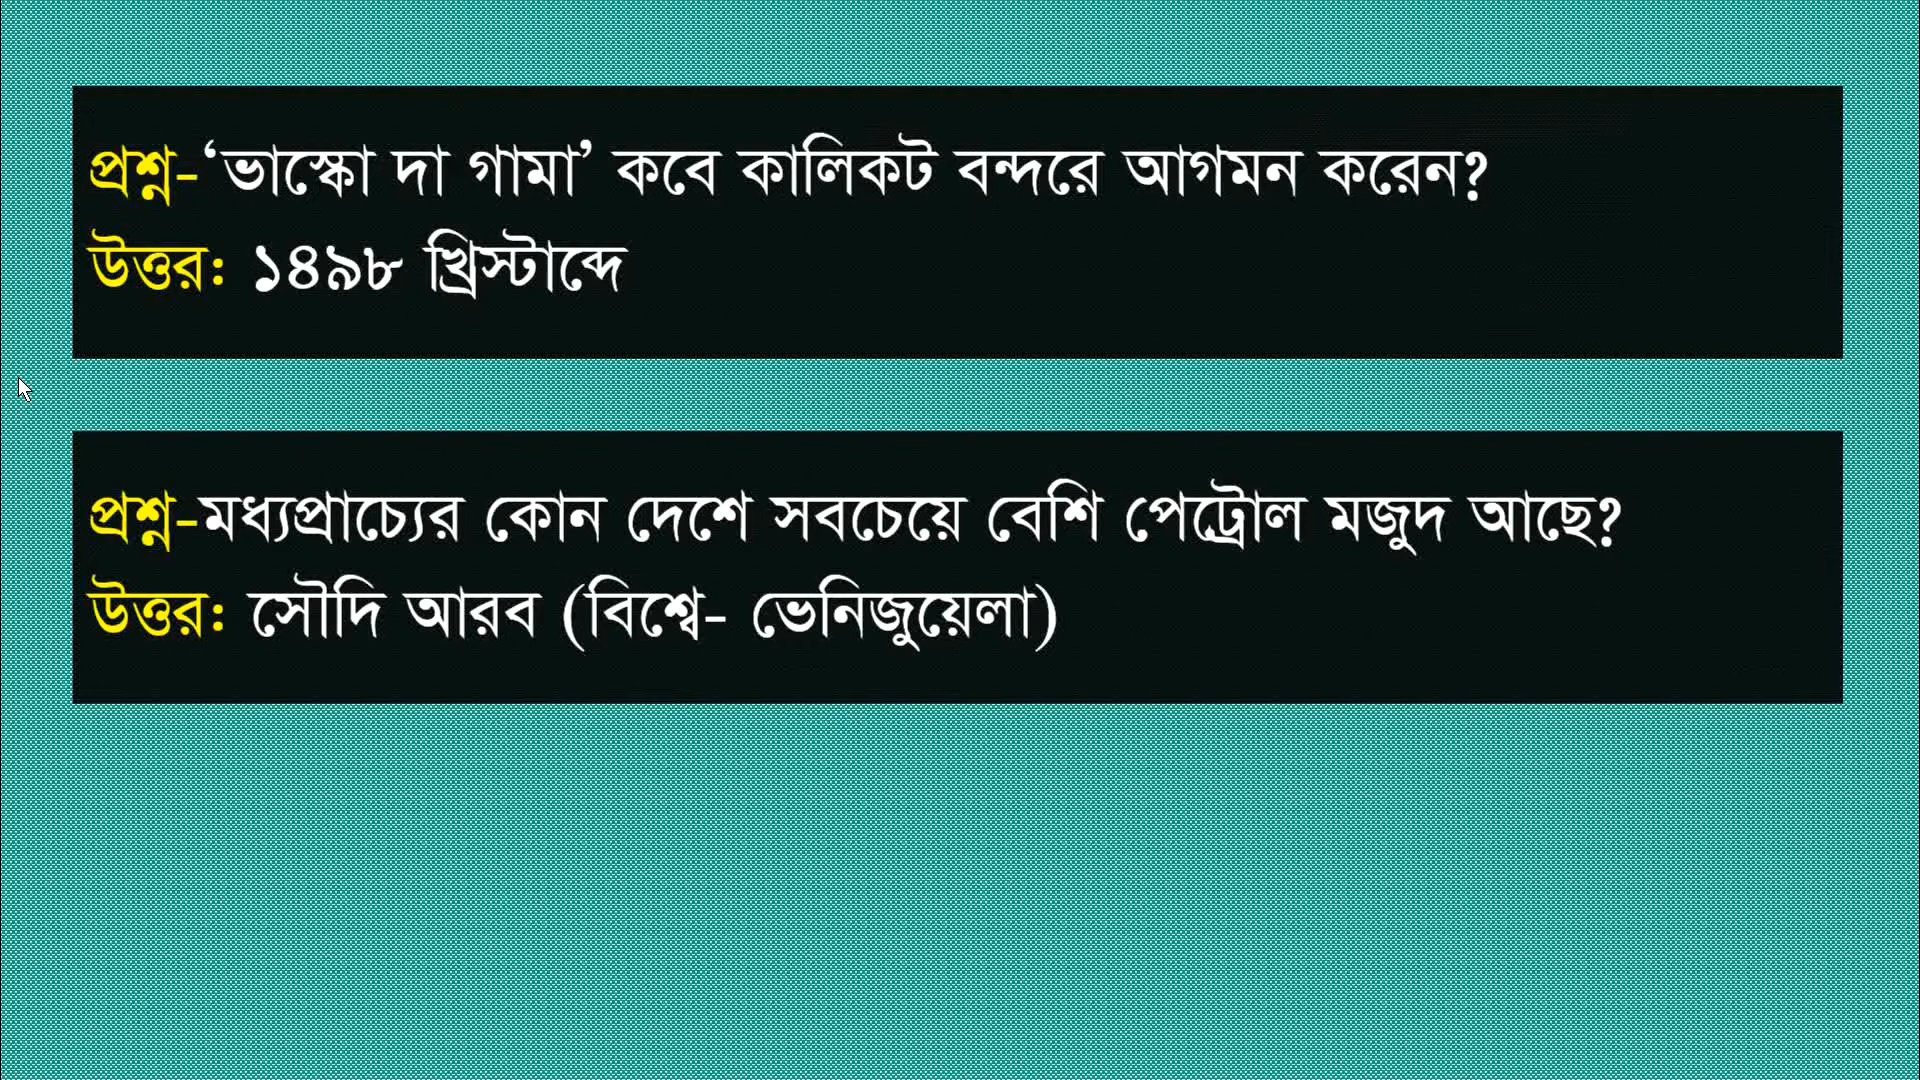 প্রশ্ন-‘ভাস্কো দা গামা’ কবে কালিকট বন্দরে আগমন করেন?
উত্তর: ১৪৯৮ খ্রিস্টাব্দে
প্রশ্ন-মধ্যপ্রাচ্যের কোন দেশে সবচেয়ে বেশি পেট্রোল মজুদ আছে?
উত্তর: সৌদি আরব (বিশ্বে- ভেনিজুয়েলা)